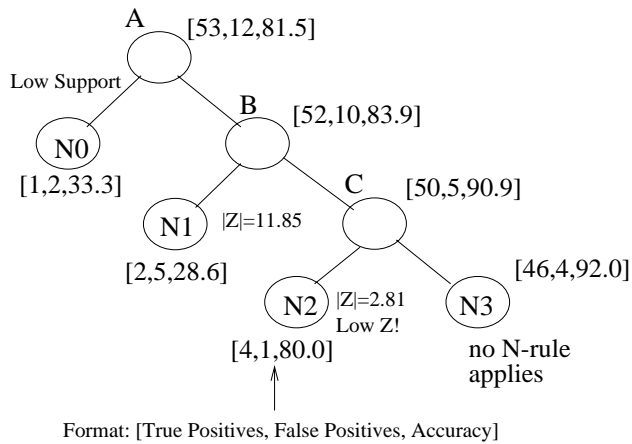 A
[53,12,81.5]
Low Support
B
[52,10,83.9]
N0
[1,2,33.3]
C
[50,5,90.9]
N1
|Z|=11.85
[2,5,28.6]
[46,4,92.0]
N2
|Z|=2.81
Low Z!
N3
[4,1,80.0]
no N-rule
applies
Format: [True Positives, False Positives, Accuracy]